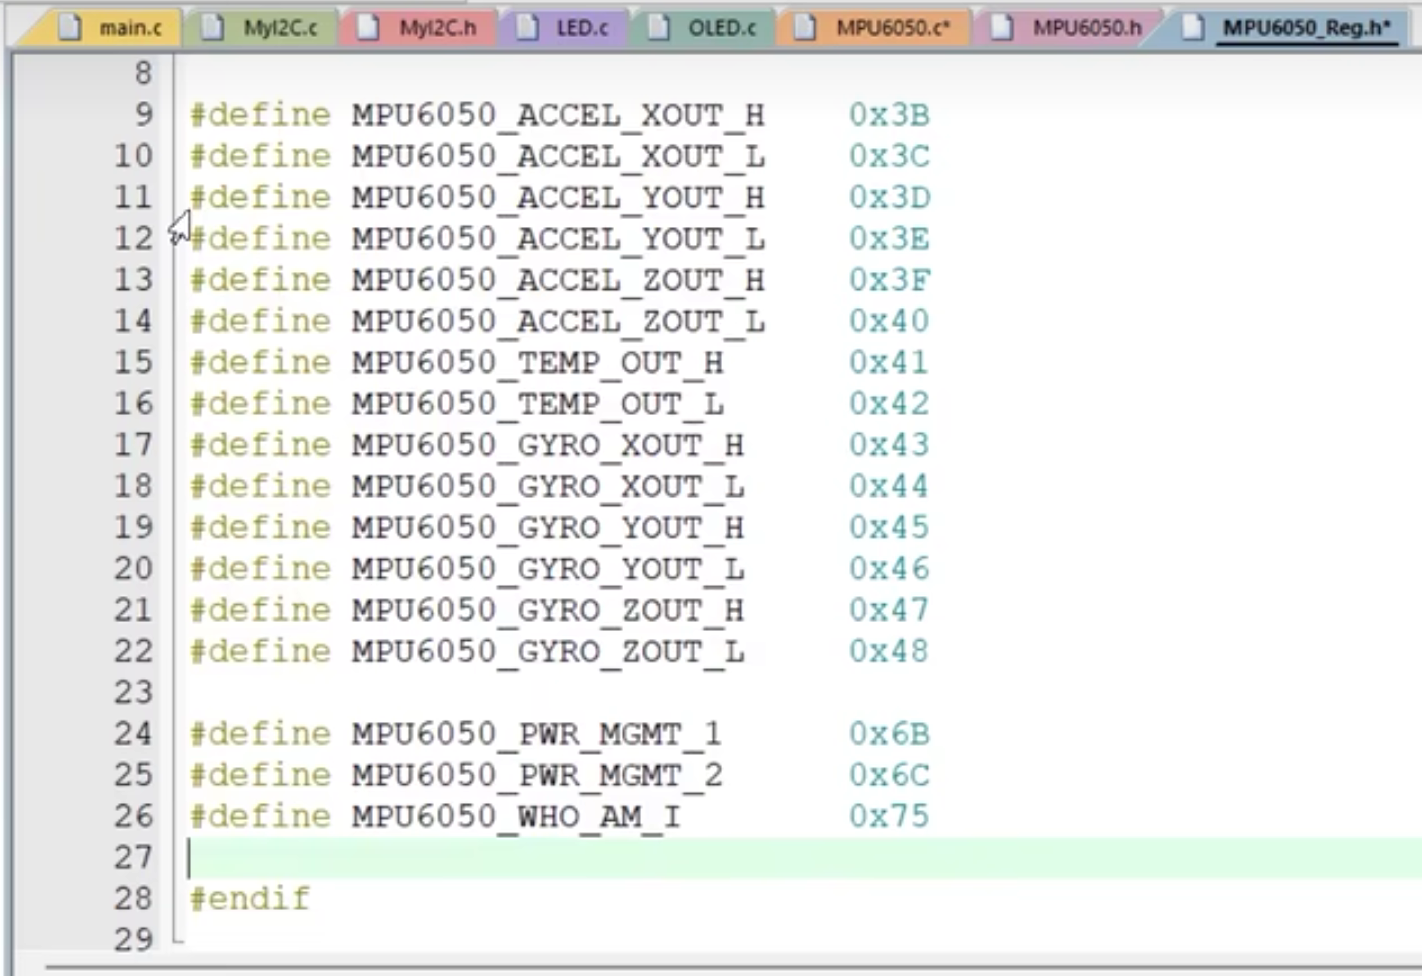 main.c MyI2C.c MyI2C.h LED.c OLED.c MPU6050.c* MPU6050.h MPU6050_Reg.h*
8
9 #define MPU6050_ACCEL_XOUT_H 0x3B
10 #define MPU6050_ACCEL_XOUT_L 0x3C
11 #define MPU6050_ACCEL_YOUT_H 0x3D
12 #define MPU6050_ACCEL_YOUT_L 0x3E
13 #define MPU6050_ACCEL_ZOUT_H 0x3F
14 #define MPU6050_ACCEL_ZOUT_L 0x40
15 #define MPU6050_TEMP_OUT_H 0x41
16 #define MPU6050_TEMP_OUT_L 0x42
17 #define MPU6050_GYRO_XOUT_H 0x43
18 #define MPU6050_GYRO_XOUT_L 0x44
19 #define MPU6050_GYRO_YOUT_H 0x45
20 #define MPU6050_GYRO_YOUT_L 0x46
21 #define MPU6050_GYRO_ZOUT_H 0x47
22 #define MPU6050_GYRO_ZOUT_L 0x48
23
24 #define MPU6050_PWR_MGMT_1 0x6B
25 #define MPU6050_PWR_MGMT_2 0x6C
26 #define MPU6050_WHO_AM_I 0x75
27
28 #endif
29